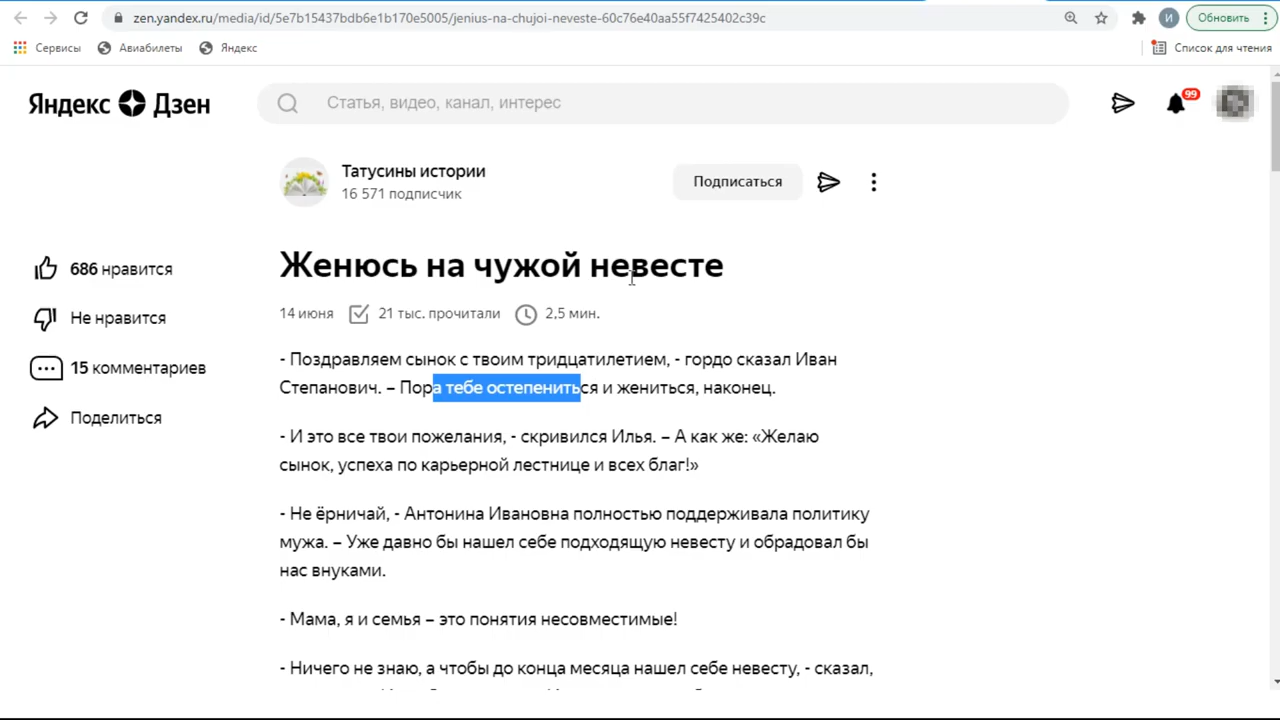 zen.yandex.ru/media/id/5e7b15437bdb6e1b170e5005/jenius-na-chujoi-neveste-60c76e40aa55f7425402c39c
И
Обновить
Сервисы
Авиабилеты
Яндекс
Список для чтения
Яндекс Дзен
Статья, видео, канал, интерес
99
Татусины истории
16 571 подписчик
Подписаться
Женюсь на чужой невесте
686 нравится
Не нравится
15 комментариев
Поделиться
14 июня 21 тыс. прочитали 2,5 мин.
- Поздравляем сынок с твоим тридцатилетием, - гордо сказал Иван
Степанович. – Пора тебе остепениться и жениться, наконец.
- И это все твои пожелания, - скривился Илья. – А как же: «Желаю
сынок, успеха по карьерной лестнице и всех благ!»
- Не ёрничай, - Антонина Ивановна полностью поддерживала политику
мужа. – Уже давно бы нашел себе подходящую невесту и обрадовал бы
нас внуками.
- Мама, я и семья – это понятия несовместимые!
- Ничего не знаю, а чтобы до конца месяца нашел себе невесту, - сказал,